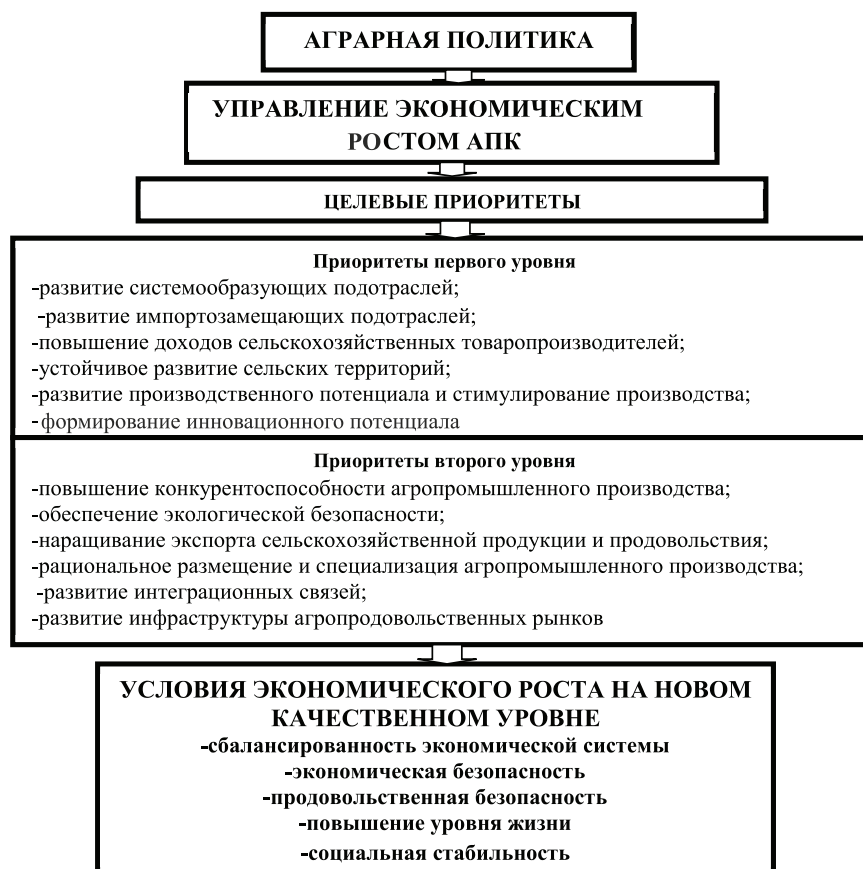 АГРАРНАЯ ПОЛИТИКА
УПРАВЛЕНИЕ ЭКОНОМИЧЕСКИМ
РОСТОМ АПК
ЦЕЛЕВЫЕ ПРИОРИТЕТЫ
Приоритеты первого уровня
-развитие системообразующих подотраслей;
-развитие импортозамещающих подотраслей;
-повышение доходов сельскохозяйственных товаропроизводителей;
-устойчивое развитие сельских территорий;
-развитие производственного потенциала и стимулирование производства;
-формирование инновационного потенциала
Приоритеты второго уровня
-повышение конкурентоспособности агропромышленного производства;
-обеспечение экологической безопасности;
-наращивание экспорта сельскохозяйственной продукции и продовольствия;
-рациональное размещение и специализация агропромышленного производства;
-развитие интеграционных связей;
-развитие инфраструктуры агропродовольственных рынков
УСЛОВИЯ ЭКОНОМИЧЕСКОГО РОСТА НА НОВОМ
КАЧЕСТВЕННОМ УРОВНЕ
-сбалансированность экономической системы
-экономическая безопасность
-продовольственная безопасность
-повышение уровня жизни
-социальная стабильность